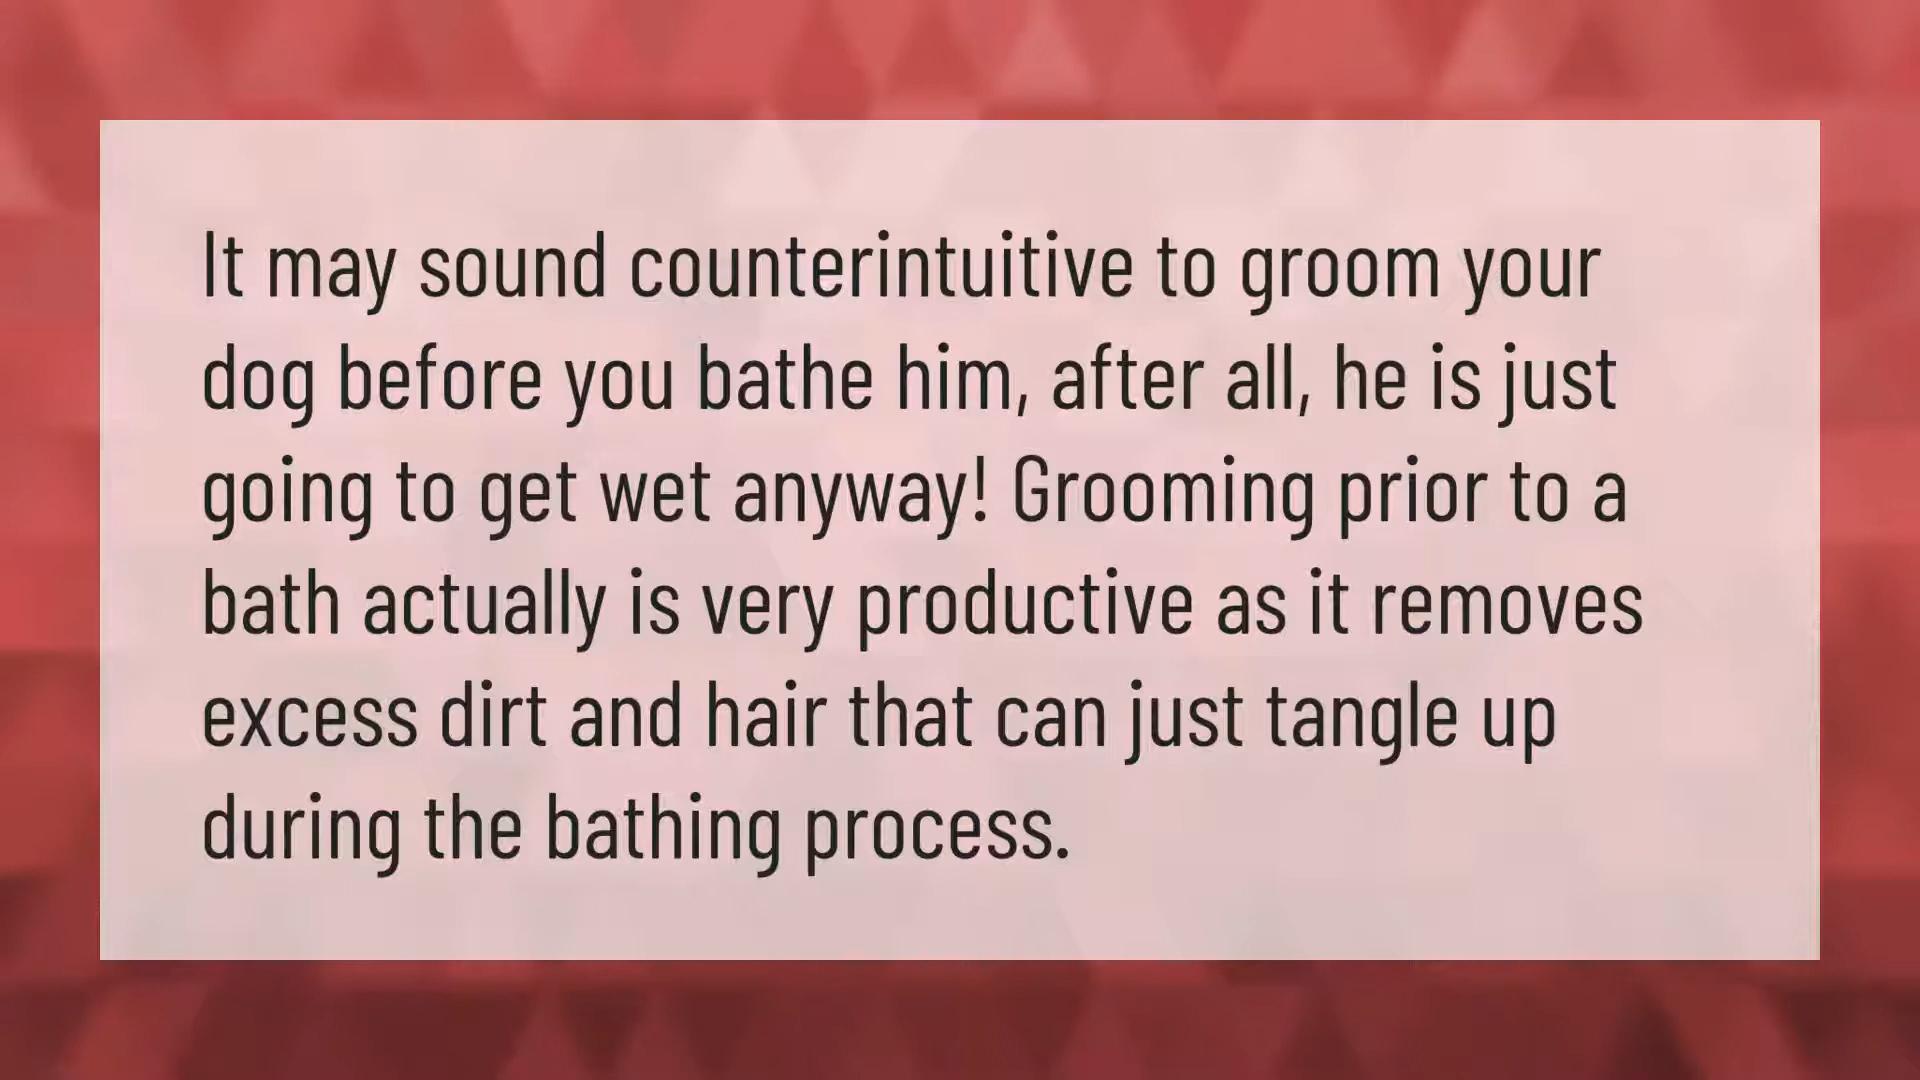 It may sound counterintuitive to groom your
dog before you bathe him, after all, he is just
going to get wet anyway! Grooming prior to a
bath actually is very productive as it removes
excess dirt and hair that can just tangle up
during the bathing process.